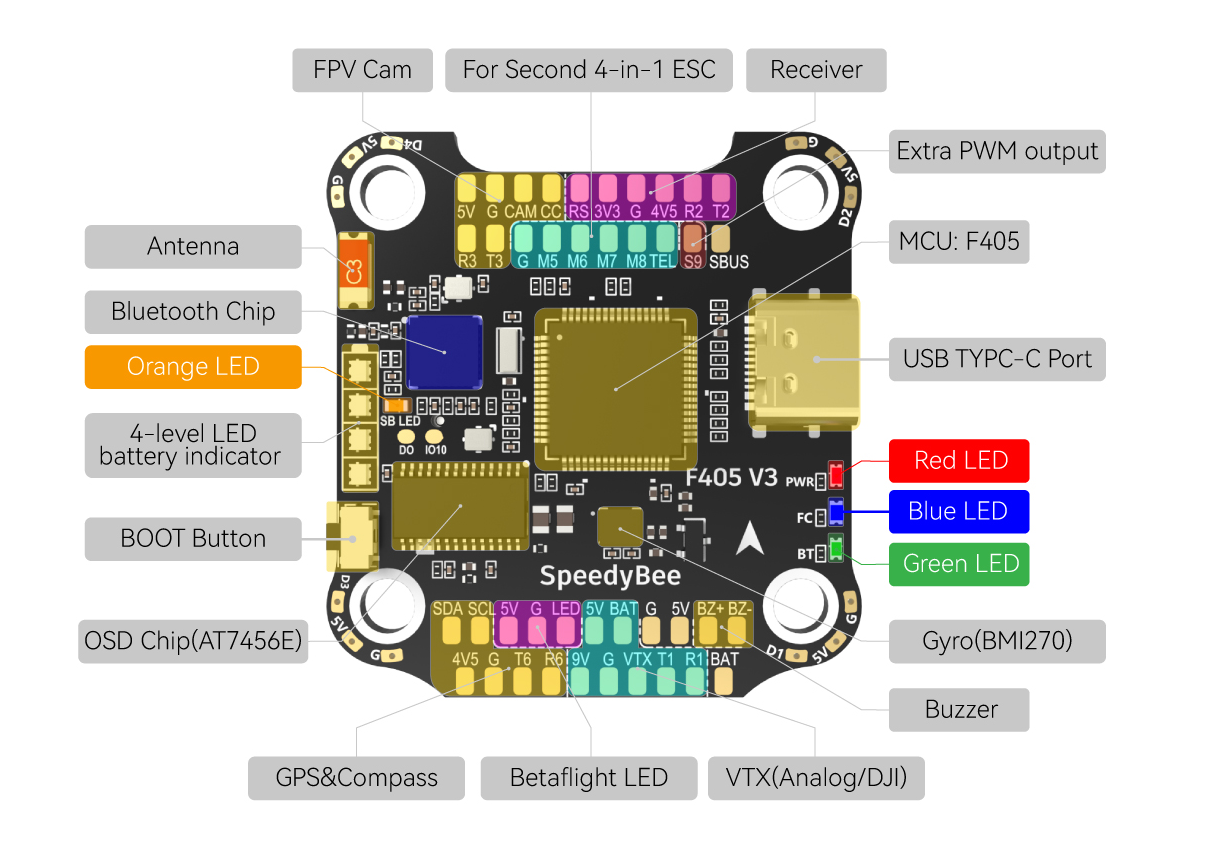 FPV Cam
For Second 4-in-1 ESC
Receiver
Extra PWM output
MCU: F405
USB TYPC-C Port
Red LED
Blue LED
Green LED
Gyro(BMI270)
Buzzer
Antenna
Bluetooth Chip
Orange LED
4-level LED
battery indicator
BOOT Button
OSD Chip(AT7456E)
GPS&Compass
Betaflight LED
VTX(Analog/DJI)
G 5V D4
G 5V D2
5V G CAM CC RS 3V3 G 4V5 R2 T2
R3 T3 G M5 M6 M7 M8 TEL S9 SBUS
C3
SB LED
DO IO10
F405 V3
PWR
FC
BT
SpeedyBee
D3 5V G
SDA SCL 5V G LED 5V BAT G 5V BZ+ BZ-
4V5 G T6 R6 9V G VTX T1 R1 BAT
D1 5V G